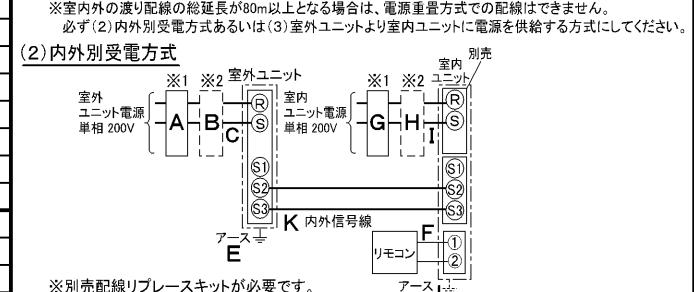 ※室内外の渡り配線の総延長が80m以上となる場合は、電源重畳方式での配線はできません。
必ず(2)内外別受電方式あるいは(3)室外ユニットより室内ユニットに電源を供給する方式にしてください。
(2)内外別受電方式
※1 ※2 室外ユニット
室外
ユニット電源
単相 200V
A
B
C
R
S
S1
S2
S3
アース
E
※1 ※2
室内
ユニット
別売
室内
ユニット電源
単相 200V
G
H
I
R
S
S1
S2
S3
K 内外信号線
リモコン
F
①
②
アース
※別売配線リプレースキットが必要です。